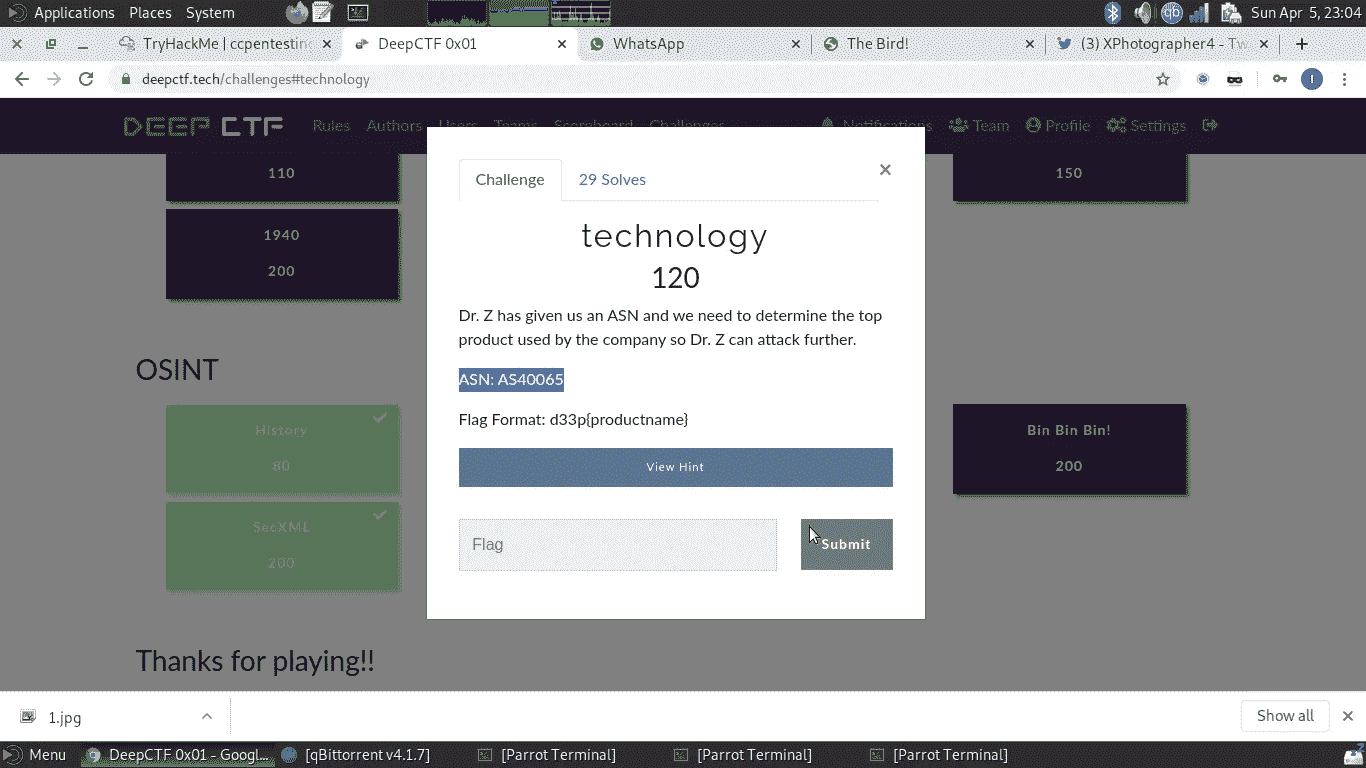 Applications Places System
Sun Apr 5, 23:04
TryHackMe | ccpentestin
DeepCTF 0x01
WhatsApp
The Bird!
(3) XPhotographer4 - Tw
deepctf.tech/challenges#technology
I
DEEP CTF
Rules Authors Users Teams Scoreboard Challenges
Notifications Team Profile Settings
110
150
Challenge
29 Solves
×
technology
120
1940
200
Dr. Z has given us an ASN and we need to determine the top
product used by the company so Dr. Z can attack further.
OSINT
ASN: AS40065
Flag Format: d33p{productname}
History
80
View Hint
Bin Bin Bin!
200
SecXML
200
Flag
Submit
Thanks for playing!!
1.jpg
Show all
Menu
DeepCTF 0x01 - Googl...
[qBittorrent v4.1.7]
[Parrot Terminal]
[Parrot Terminal]
[Parrot Terminal]